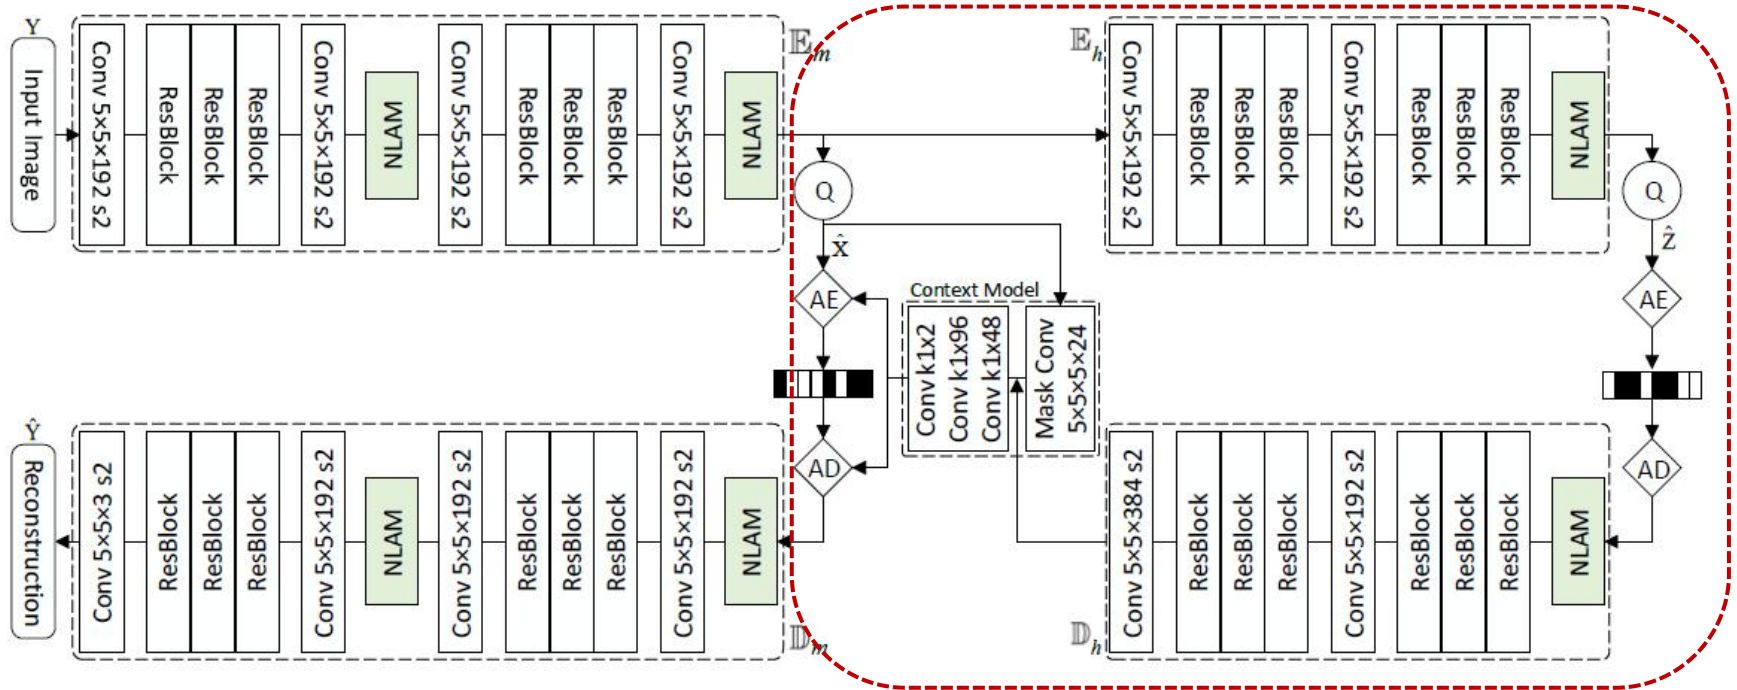 Y
Input Image
Conv 5×5×192 s2
ResBlock
ResBlock
ResBlock
Conv 5×5×192 s2
NLAM
Conv 5×5×192 s2
ResBlock
ResBlock
ResBlock
Conv 5×5×192 s2
NLAM
𝔼m
Q
X̂
AE
AD
𝔼h
Conv 5×5×192 s2
ResBlock
ResBlock
ResBlock
Conv 5×5×192 s2
ResBlock
ResBlock
ResBlock
NLAM
Q
Ẑ
AE
AD
Context Model
Conv k1x2
Conv k1x96
Conv k1x48
Mask Conv
5×5×5×24
Ŷ
Reconstruction
Conv 5×5×3 s2
ResBlock
ResBlock
ResBlock
Conv 5×5×192 s2
NLAM
Conv 5×5×192 s2
ResBlock
ResBlock
ResBlock
Conv 5×5×192 s2
NLAM
𝔻m
𝔻h
Conv 5×5×384 s2
ResBlock
ResBlock
ResBlock
Conv 5×5×192 s2
ResBlock
ResBlock
ResBlock
NLAM